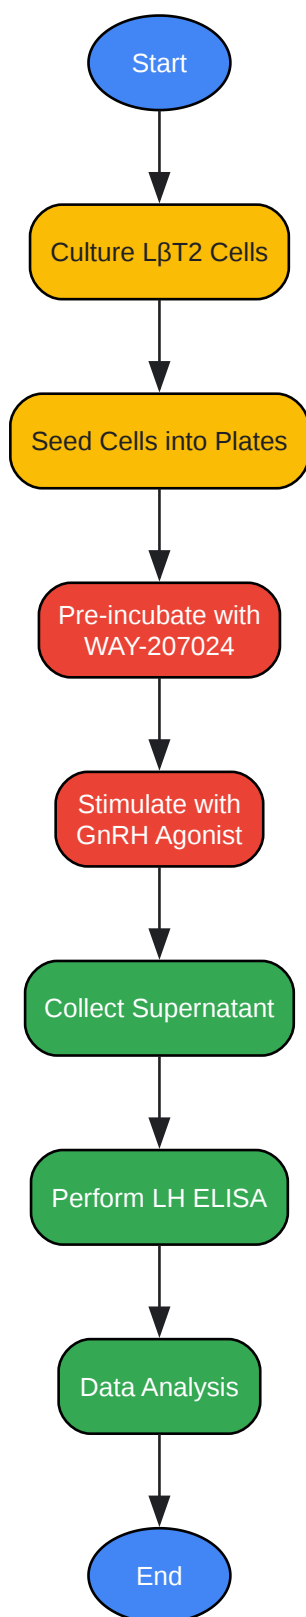 Start
Culture LβT2 Cells
Seed Cells into Plates
Pre-incubate with
WAY-207024
Stimulate with
GnRH Agonist
Collect Supernatant
Perform LH ELISA
Data Analysis
End